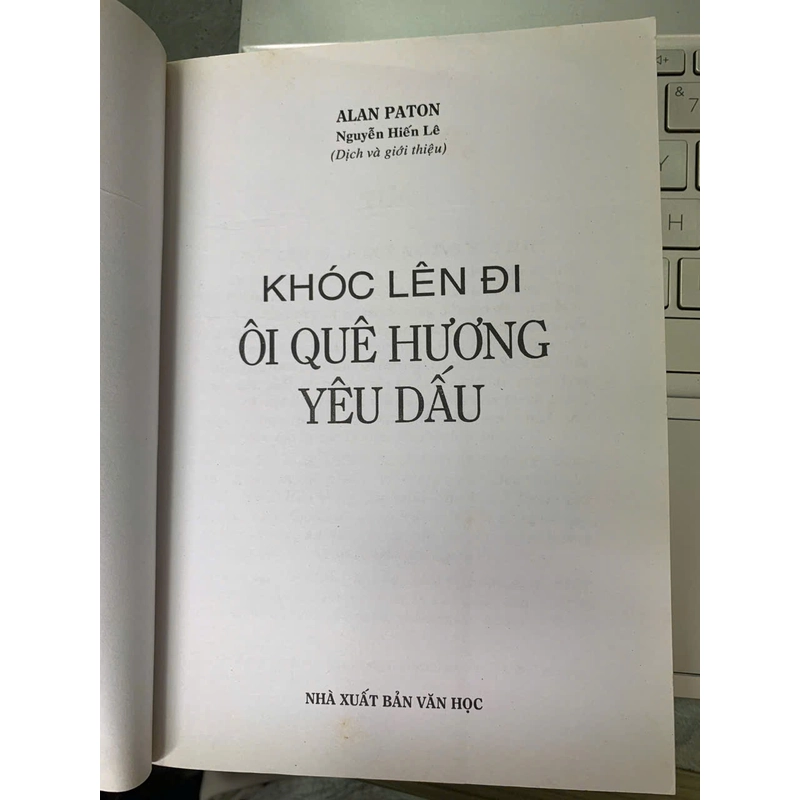 ALAN PATON
Nguyễn Hiến Lê
(Dịch và giới thiệu)
KHÓC LÊN ĐI
ÔI QUÊ HƯƠNG
YÊU DẤU
NHÀ XUẤT BẢN VĂN HỌC
&
7
Y
H